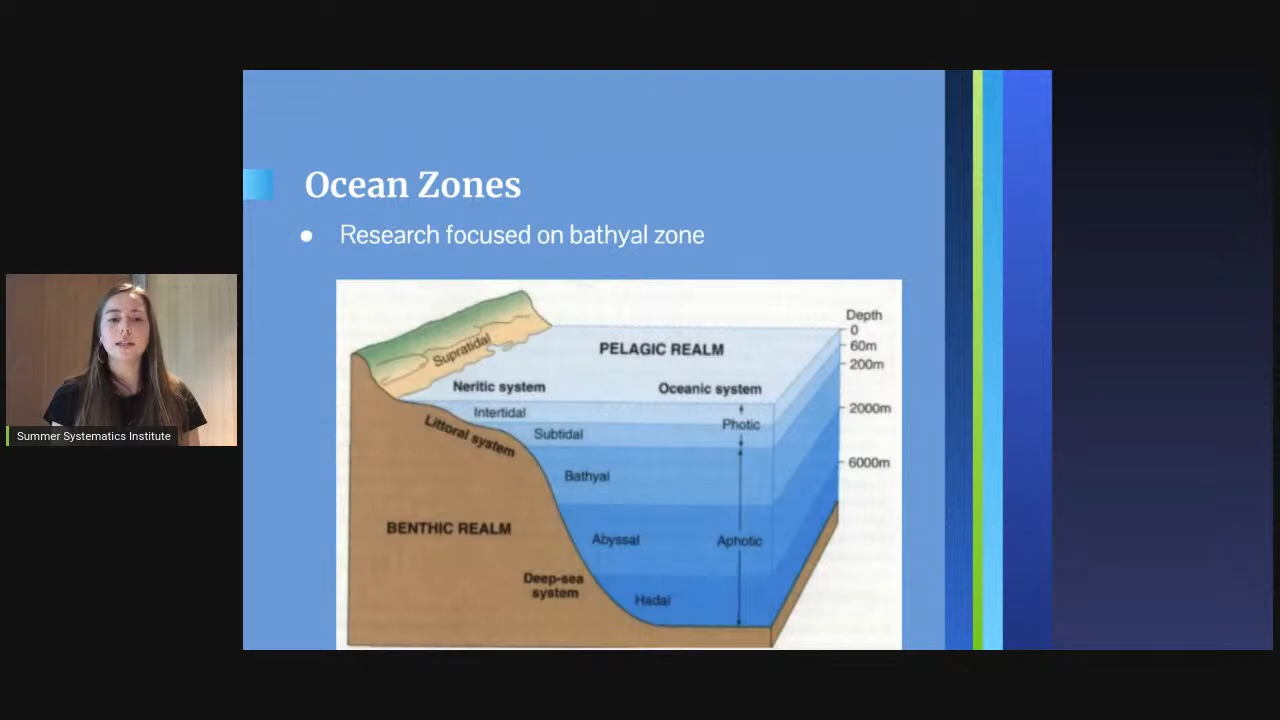 Ocean Zones
● Research focused on bathyal zone
Depth
0
60m
200m
2000m
6000m
Supratidal
PELAGIC REALM
Neritic system
Oceanic system
Intertidal
Photic
Littoral system
Subtidal
Bathyal
BENTHIC REALM
Abyssal
Aphotic
Deep-sea
system
Hadal
Summer Systematics Institute